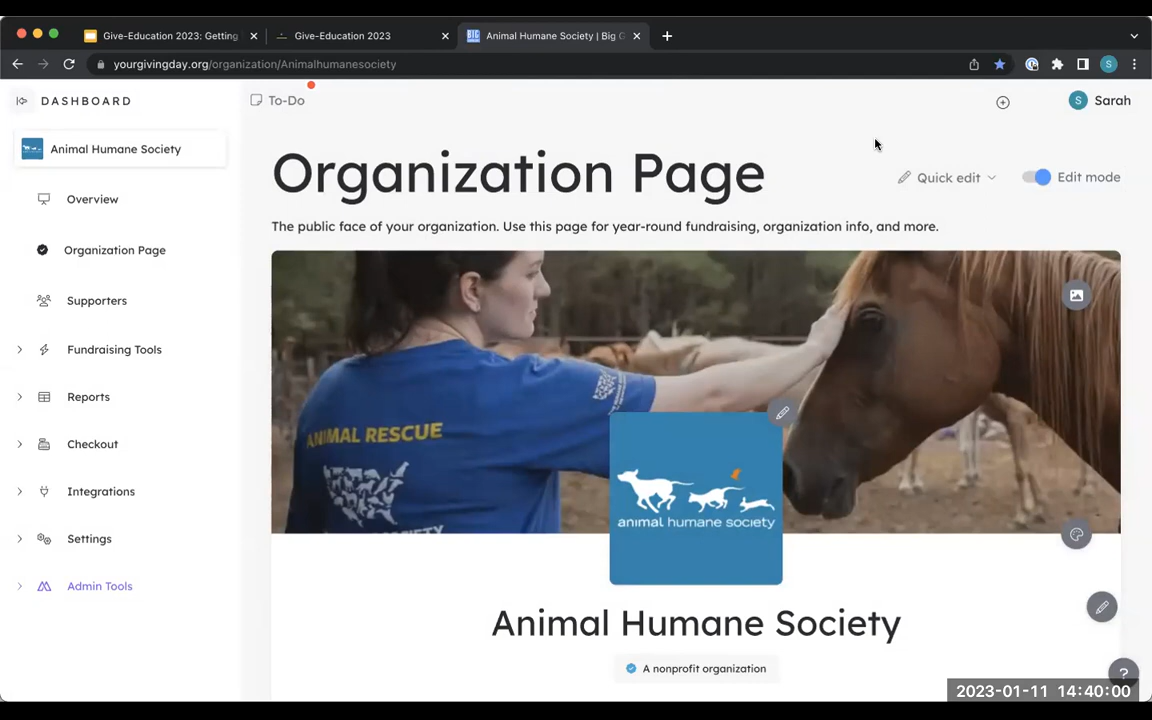 Give-Education 2023: Getting
Give-Education 2023
Animal Humane Society | Big G
yourgivingday.org/organization/Animalhumanesociety
S
DASHBOARD
To-Do
S Sarah
Animal Humane Society
Organization Page
Quick edit
Edit mode
Overview
The public face of your organization. Use this page for year-round fundraising, organization info, and more.
Organization Page
Supporters
Fundraising Tools
Reports
Checkout
Integrations
Settings
Admin Tools
ANIMAL RESCUE
animal humane society
Animal Humane Society
A nonprofit organization
?
2023-01-11 14:40:00